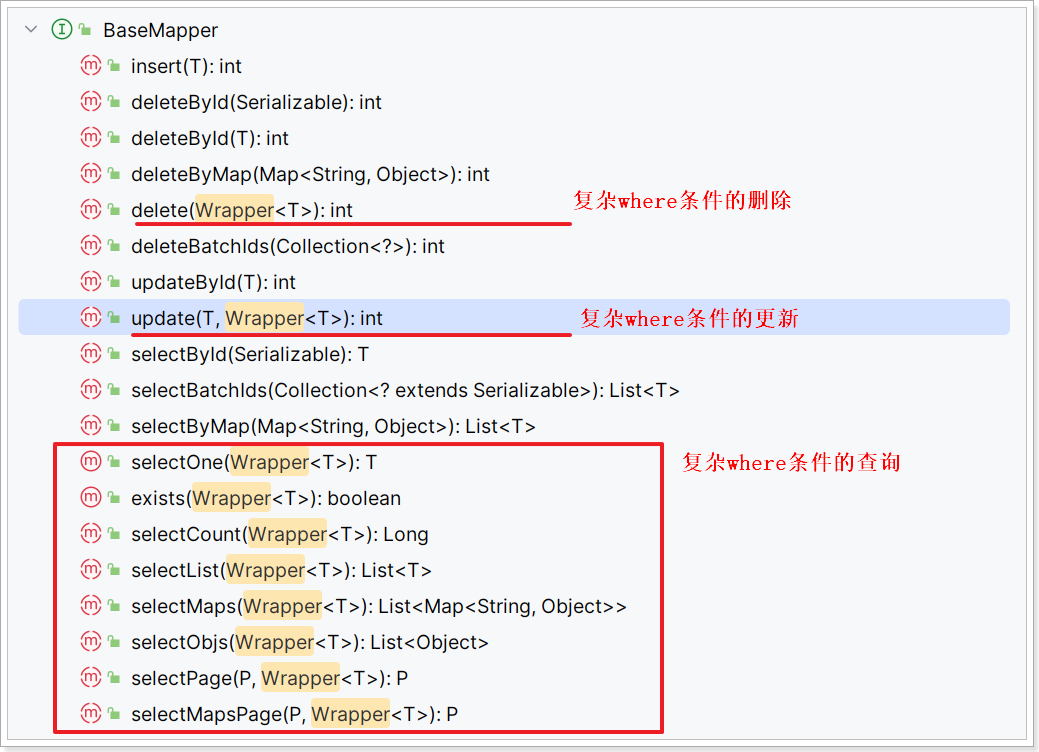 BaseMapper
insert(T): int
deleteById(Serializable): int
deleteById(T): int
deleteByMap(Map<String, Object>): int
delete(Wrapper<T>): int 复杂where条件的删除
deleteBatchIds(Collection<?>): int
updateById(T): int
update(T, Wrapper<T>): int 复杂where条件的更新
selectById(Serializable): T
selectBatchIds(Collection<? extends Serializable>): List<T>
selectByMap(Map<String, Object>): List<T>
selectOne(Wrapper<T>): T 复杂where条件的查询
exists(Wrapper<T>): boolean
selectCount(Wrapper<T>): Long
selectList(Wrapper<T>): List<T>
selectMaps(Wrapper<T>): List<Map<String, Object>>
selectObjs(Wrapper<T>): List<Object>
selectPage(P, Wrapper<T>): P
selectMapsPage(P, Wrapper<T>): P